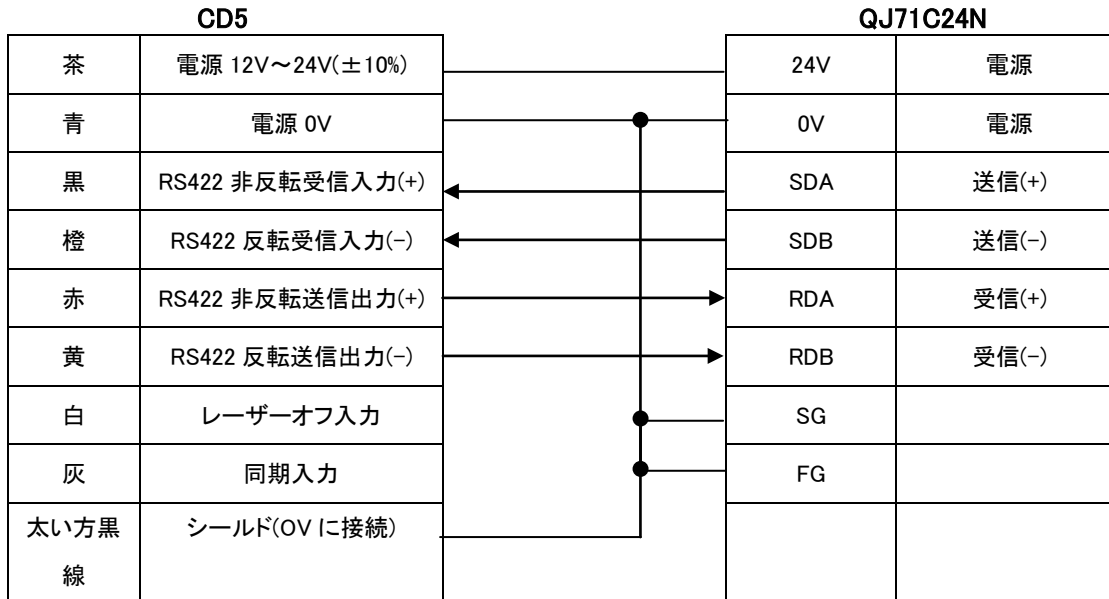 CD5 QJ71C24N
茶 電源 12V～24V(±10%) 24V 電源
青 電源 0V 0V 電源
黒 RS422 非反転受信入力(+) SDA 送信(+)
橙 RS422 反転受信入力(-) SDB 送信(-)
赤 RS422 非反転送信出力(+) RDA 受信(+)
黄 RS422 反転送信出力(-) RDB 受信(-)
白 レーザーオフ入力 SG
灰 同期入力 FG
太い方黒 シールド(0V に接続)
線